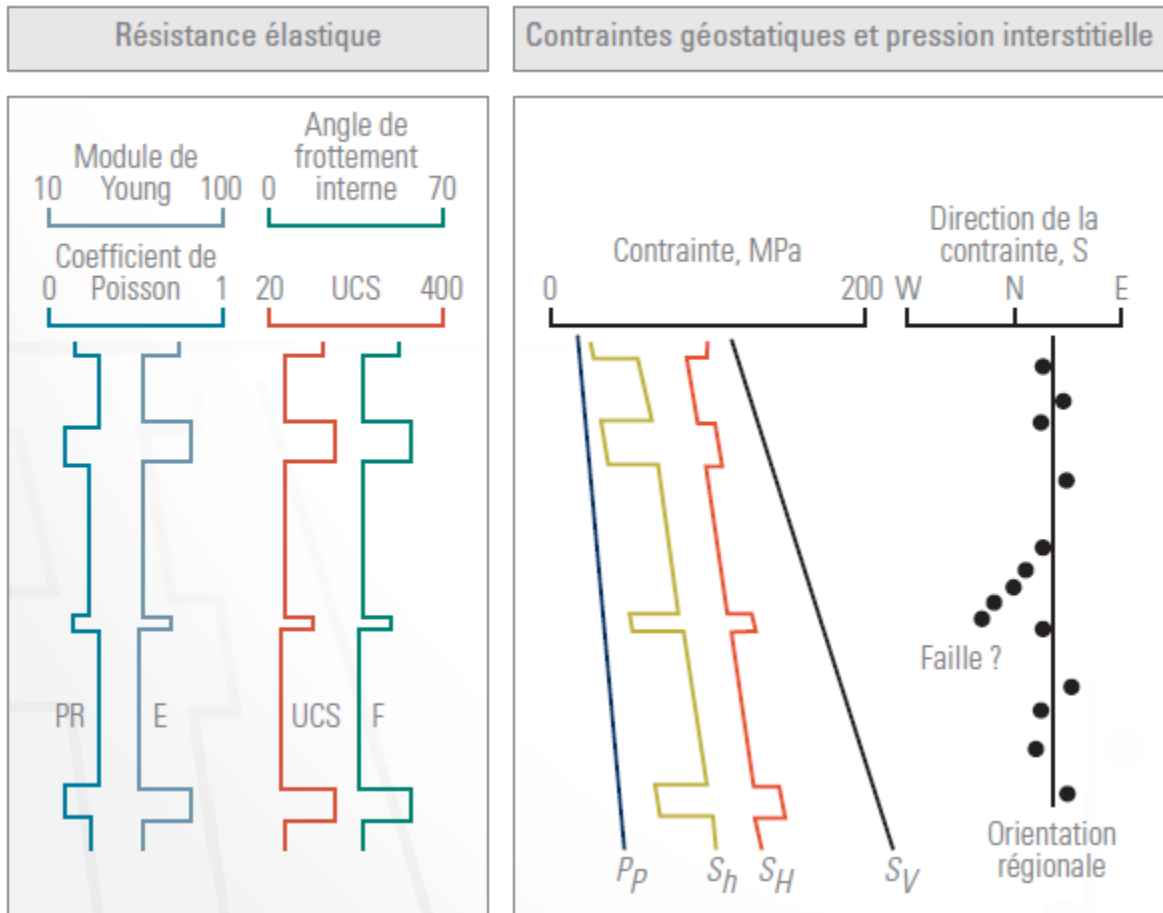 Résistance élastique
Contraintes géostatiques et pression interstitielle
Angle de
frottement
interne
0 70
Module de
Young
10 100
Coefficient de
Poisson
0 1
20 UCS 400
PR E UCS F
Contrainte, MPa
0 200
Direction de la
contrainte, S
W N E
Faille ?
Orientation
régionale
PP Sh SH SV